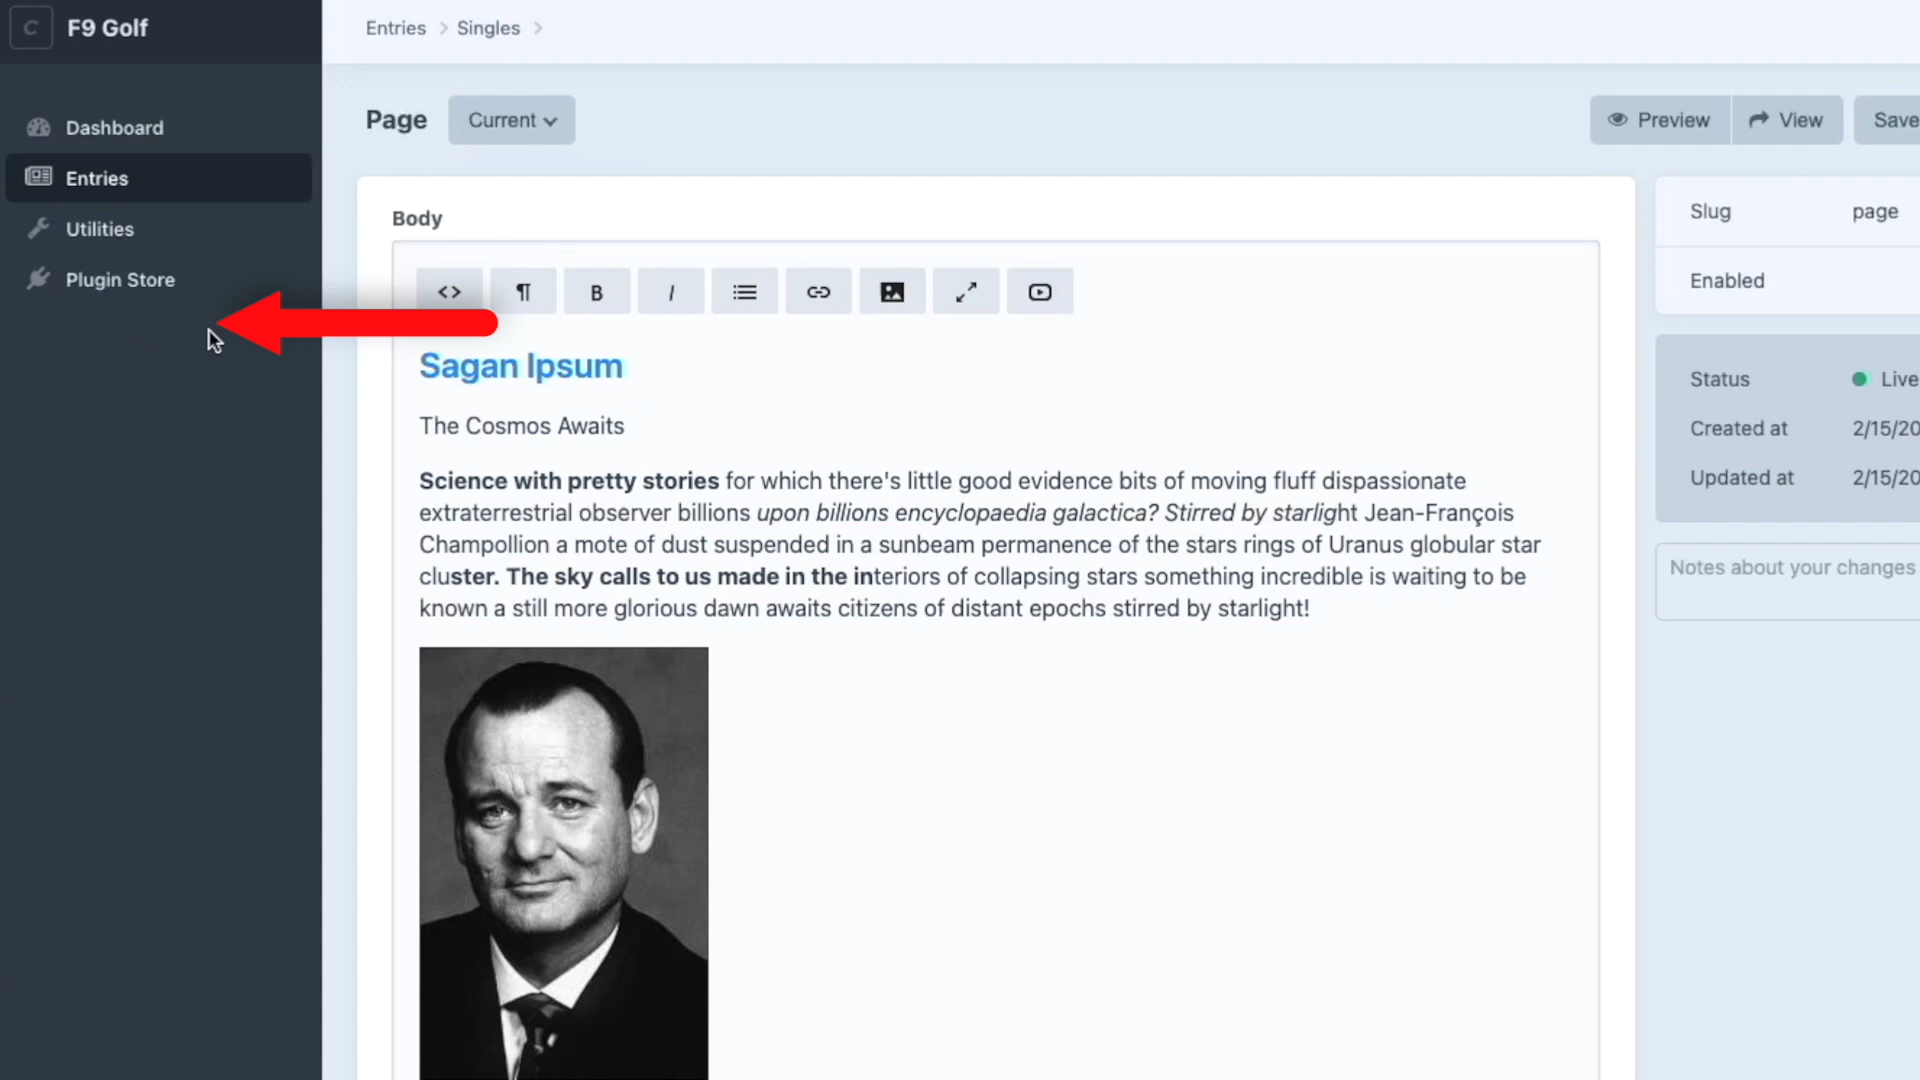 C F9 Golf
Entries Singles
Dashboard
Entries
Utilities
Plugin Store
Page Current
Preview View Save
Body
<> ¶ B I
Sagan Ipsum
The Cosmos Awaits
Science with pretty stories for which there's little good evidence bits of moving fluff dispassionate
extraterrestrial observer billions upon billions encyclopaedia galactica? Stirred by starlight Jean-François
Champollion a mote of dust suspended in a sunbeam permanence of the stars rings of Uranus globular star
cluster. The sky calls to us made in the interiors of collapsing stars something incredible is waiting to be
known a still more glorious dawn awaits citizens of distant epochs stirred by starlight!
Slug page
Enabled
Status Live
Created at 2/15/20
Updated at 2/15/20
Notes about your changes